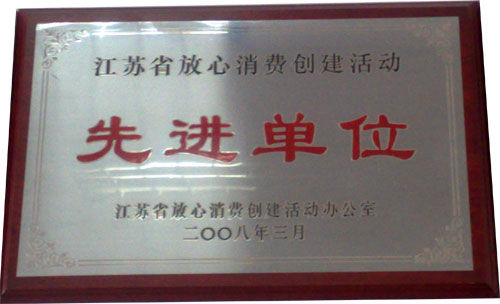 江苏省放心消费创建活动
先进单位
江苏省放心消费创建活动办公室
二〇〇八年三月